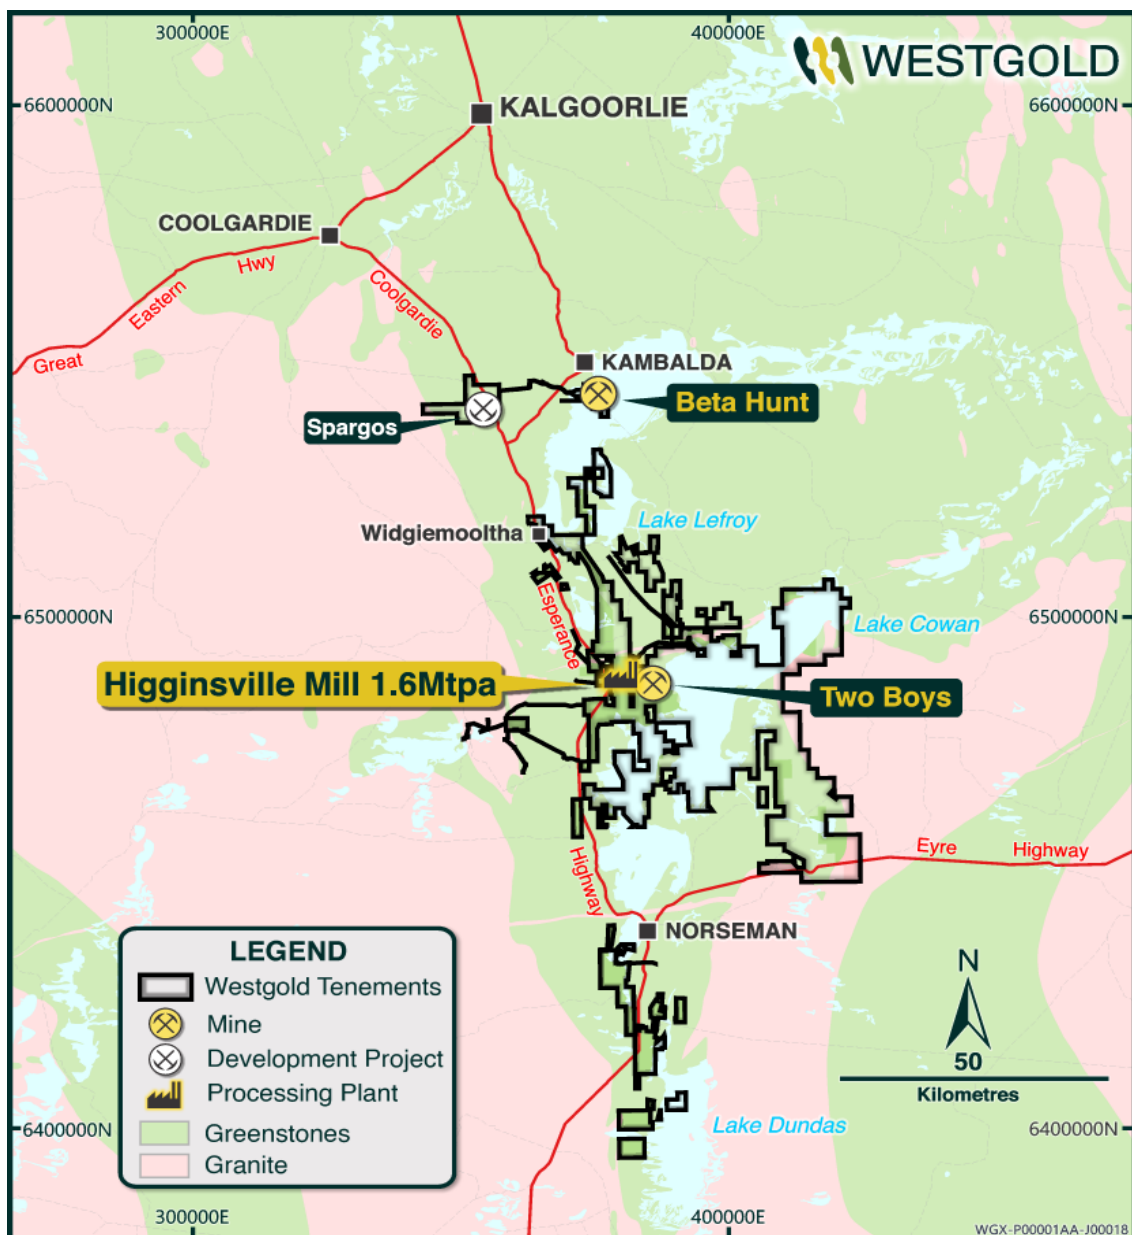 300000E
400000E
WESTGOLD
6600000N
KALGOORLIE
6600000N
COOLGARDIE
Great Eastern Hwy
Coolgardie
KAMBALDA
Beta Hunt
Spargos
Lake Lefroy
Widgiemooltha
Esperance
6500000N
6500000N
Lake Cowan
Higginsville Mill 1.6Mtpa
Two Boys
Eyre Highway
Highway
NORSEMAN
LEGEND
Westgold Tenements
Mine
Development Project
Processing Plant
Greenstones
Granite
N
50
Kilometres
Lake Dundas
6400000N
6400000N
300000E
400000E
WGX-P00001AA-J00018